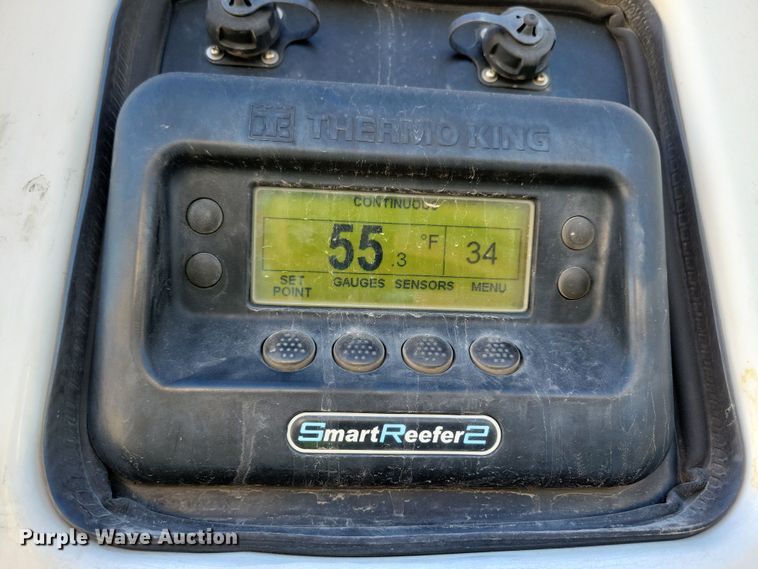 THERMO KING
CONTINUOUS
55.3 °F 34
SET POINT GAUGES SENSORS MENU
SmartReefer2
Purple Wave Auction